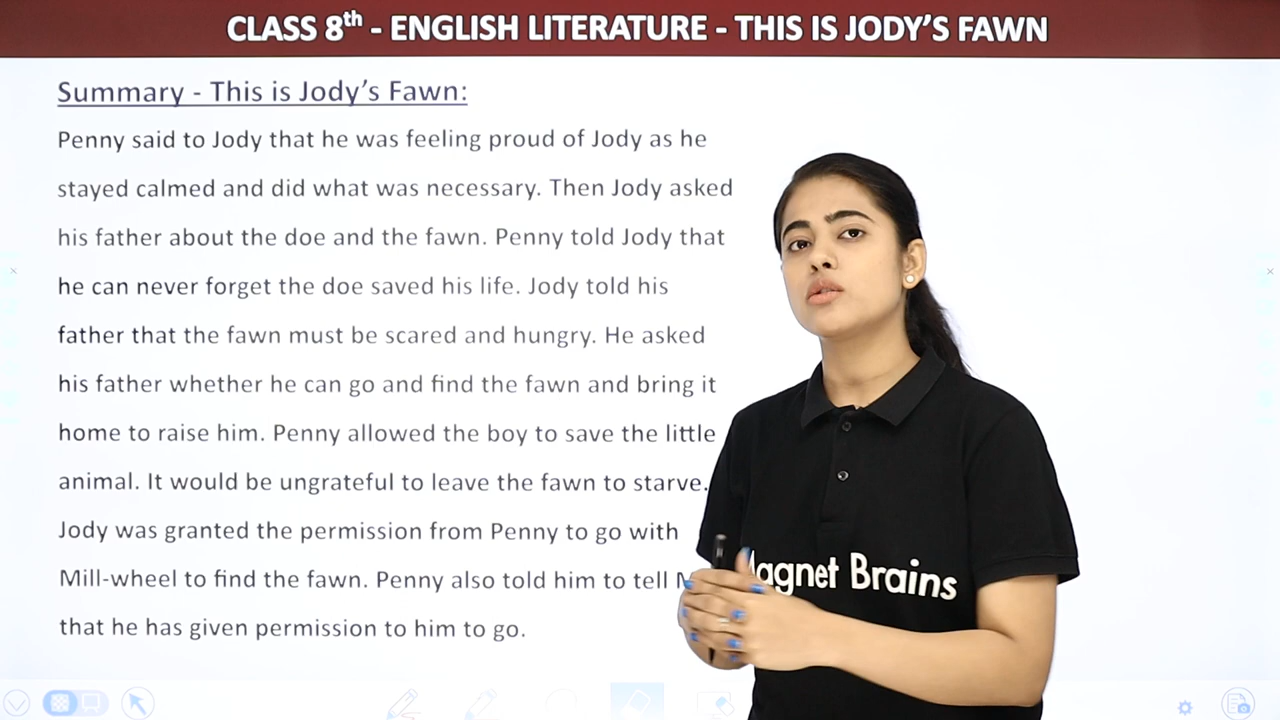 CLASS 8th - ENGLISH LITERATURE - THIS IS JODY'S FAWN
Summary - This is Jody's Fawn:
Penny said to Jody that he was feeling proud of Jody as he
stayed calmed and did what was necessary. Then Jody asked
his father about the doe and the fawn. Penny told Jody that
he can never forget the doe saved his life. Jody told his
father that the fawn must be scared and hungry. He asked
his father whether he can go and find the fawn and bring it
home to raise him. Penny allowed the boy to save the little
animal. It would be ungrateful to leave the fawn to starve.
Jody was granted the permission from Penny to go with
Mill-wheel to find the fawn. Penny also told him to tell
that he has given permission to him to go.
Magnet Brains